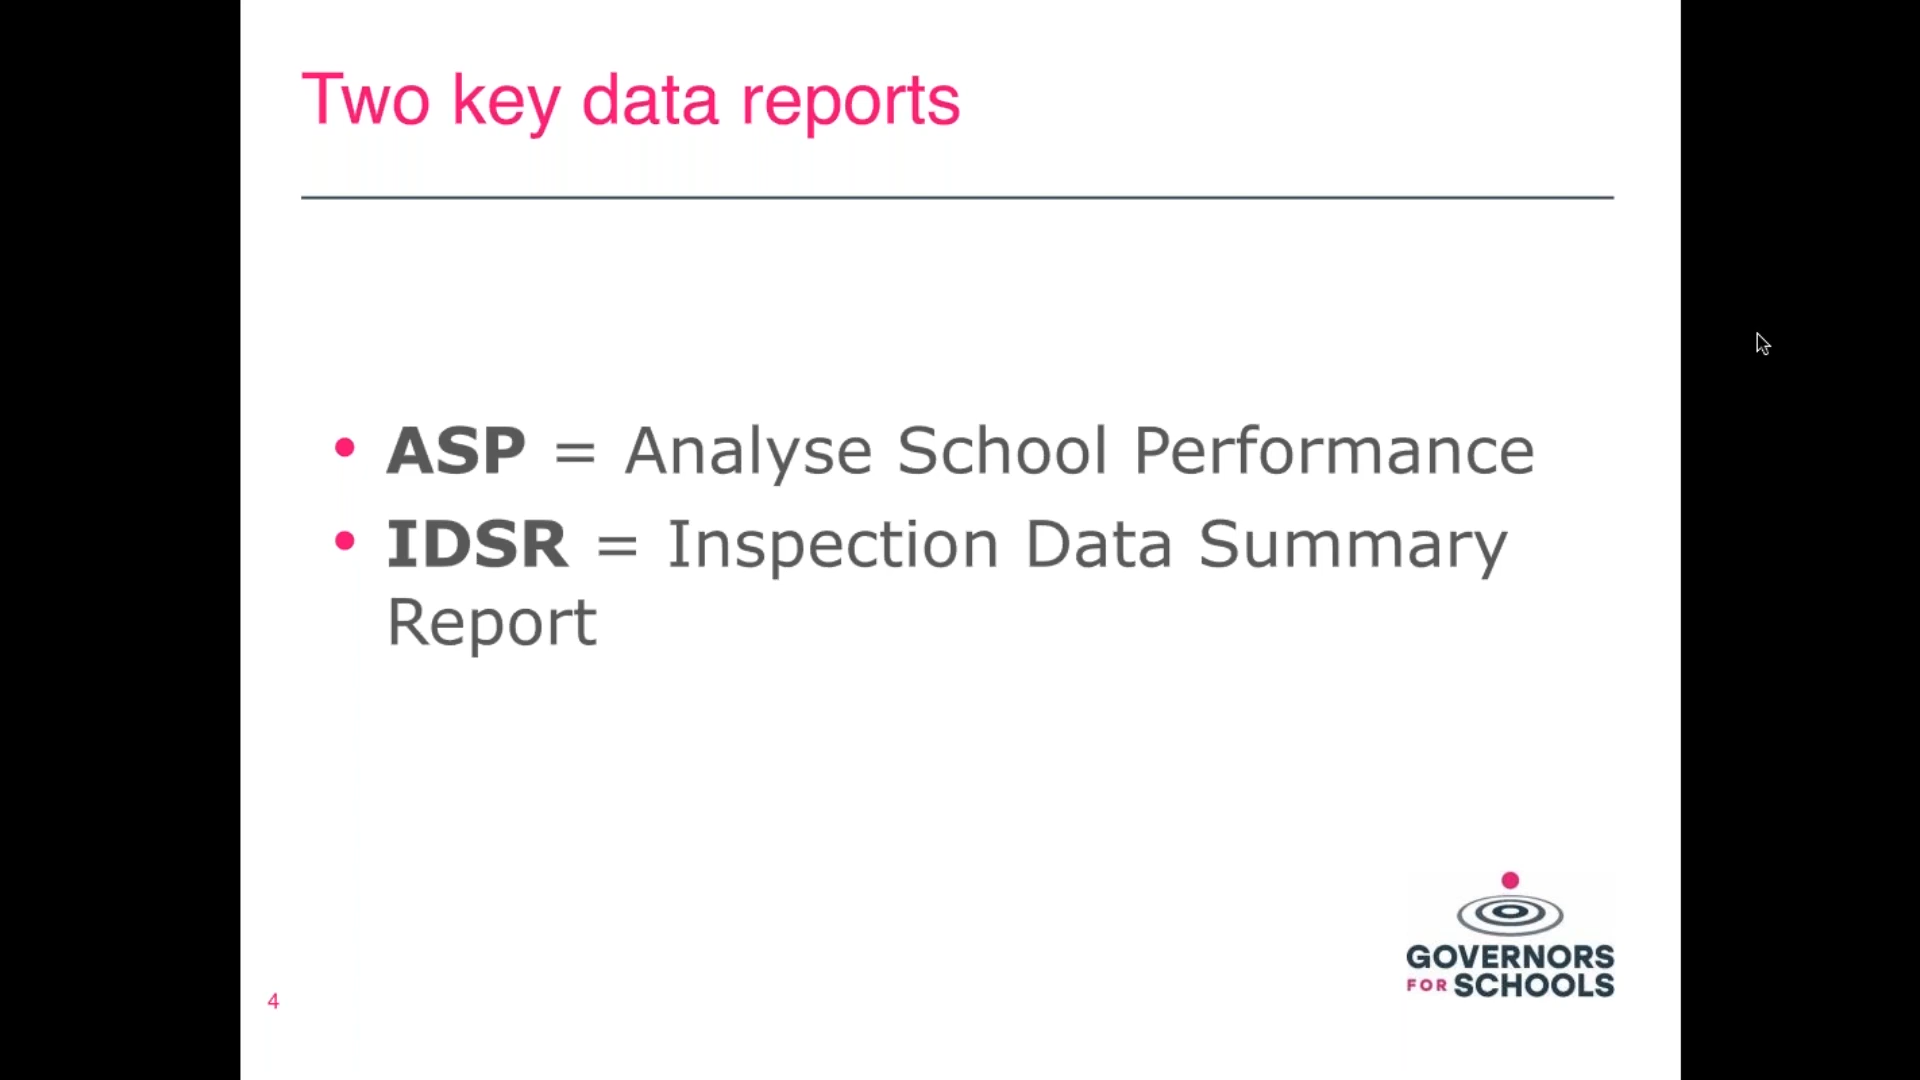 Two key data reports
• ASP = Analyse School Performance
• IDSR = Inspection Data Summary
Report
GOVERNORS
FOR SCHOOLS
4